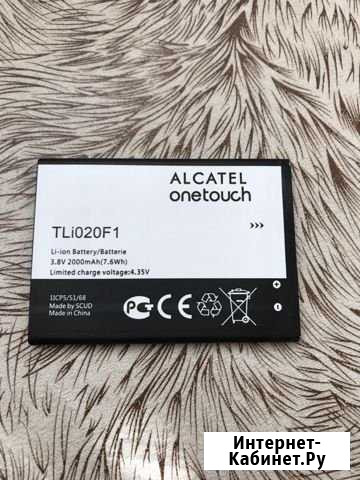 ALCATEL
onetouch
TLi020F1
Li-ion Battery/Batterie
3.8V 2000mAh(7.6Wh)
Limited charge voltage:4.35V
1ICP5/51/68
Made by SCUD
Made in China
Интернет-
Кабинет.Ру